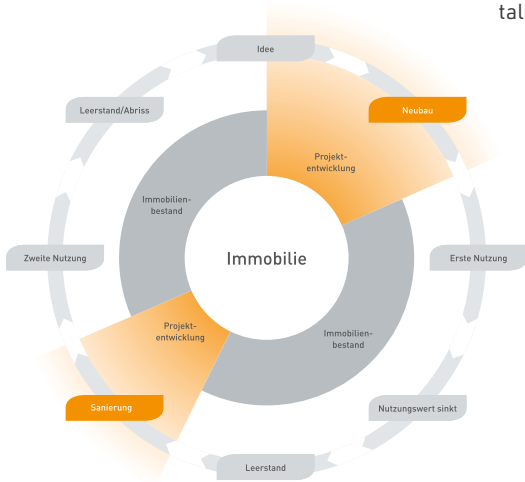 tal
Idee
Leerstand/Abriss
Neubau
Projekt-
entwicklung
Immobilien-
bestand
Zweite Nutzung
Immobilie
Erste Nutzung
Projekt-
entwicklung
Immobilien-
bestand
Sanierung
Nutzungswert sinkt
Leerstand